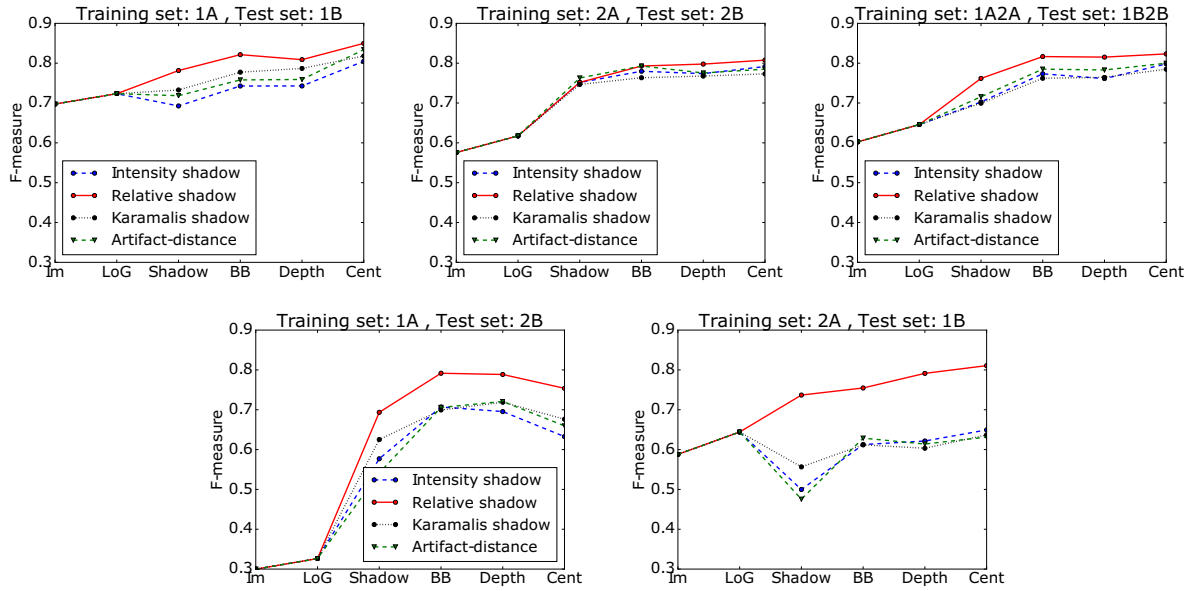 Training set: 1A , Test set: 1B
0.9
0.8
0.7
0.6
0.5
0.4
0.3
F-measure
Intensity shadow
Relative shadow
Karamalis shadow
Artifact-distance
Im LoG Shadow BB Depth Cent
Training set: 2A , Test set: 2B
0.9
0.8
0.7
0.6
0.5
0.4
0.3
F-measure
Intensity shadow
Relative shadow
Karamalis shadow
Artifact-distance
Im LoG Shadow BB Depth Cent
Training set: 1A2A , Test set: 1B2B
0.9
0.8
0.7
0.6
0.5
0.4
0.3
F-measure
Intensity shadow
Relative shadow
Karamalis shadow
Artifact-distance
Im LoG Shadow BB Depth Cent
Training set: 1A , Test set: 2B
0.9
0.8
0.7
0.6
0.5
0.4
0.3
F-measure
Intensity shadow
Relative shadow
Karamalis shadow
Artifact-distance
Im LoG Shadow BB Depth Cent
Training set: 2A , Test set: 1B
0.9
0.8
0.7
0.6
0.5
0.4
0.3
F-measure
Intensity shadow
Relative shadow
Karamalis shadow
Artifact-distance
Im LoG Shadow BB Depth Cent